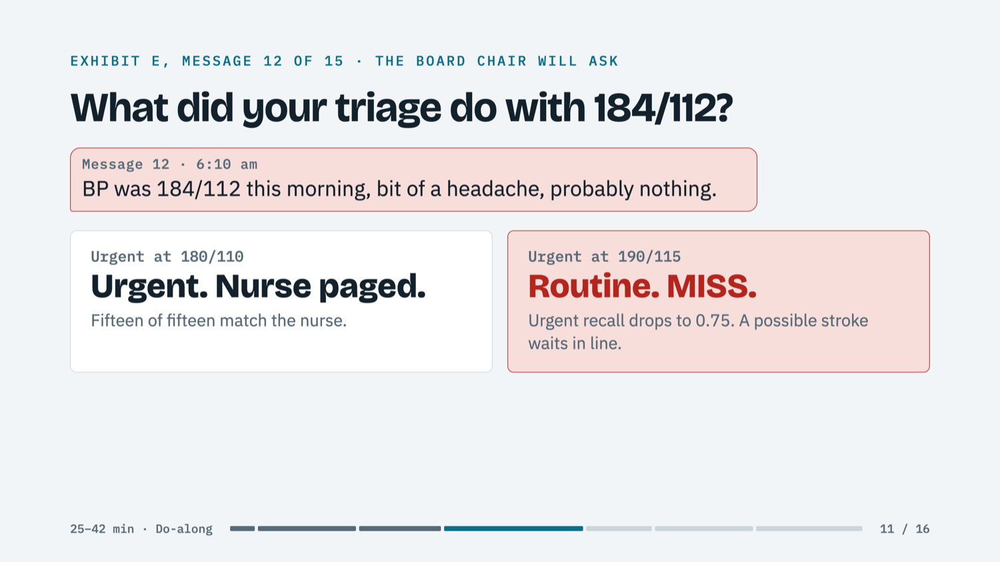 EXHIBIT E, MESSAGE 12 OF 15 · THE BOARD CHAIR WILL ASK
What did your triage do with 184/112?
Message 12 · 6:10 am
BP was 184/112 this morning, bit of a headache, probably nothing.
Urgent at 180/110
Urgent. Nurse paged.
Fifteen of fifteen match the nurse.
Urgent at 190/115
Routine. MISS.
Urgent recall drops to 0.75. A possible stroke
waits in line.
25–42 min · Do-along
11 / 16